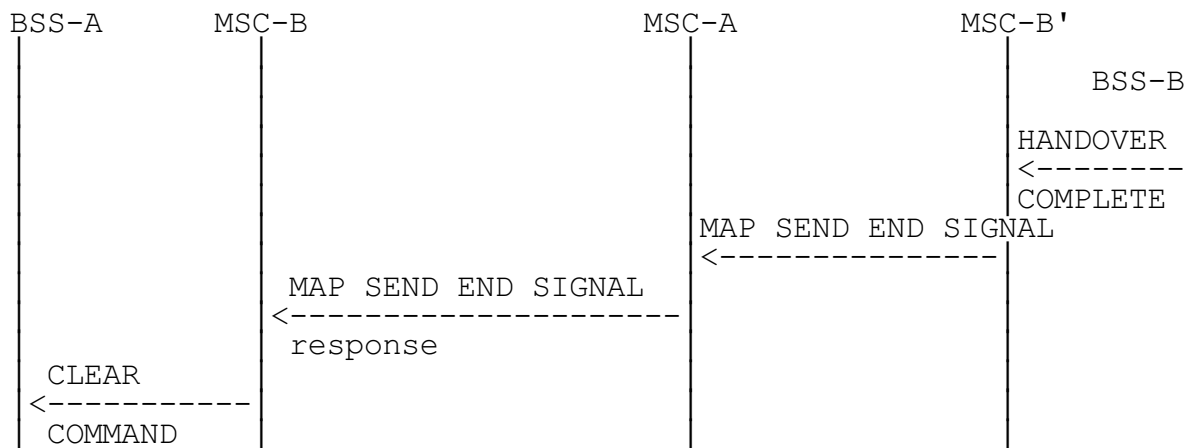 BSS-A MSC-B MSC-A MSC-B'
BSS-B
HANDOVER
<--------
COMPLETE
MAP SEND END SIGNAL
<---------------
MAP SEND END SIGNAL
<---------------------
response
CLEAR
<-----------
COMMAND